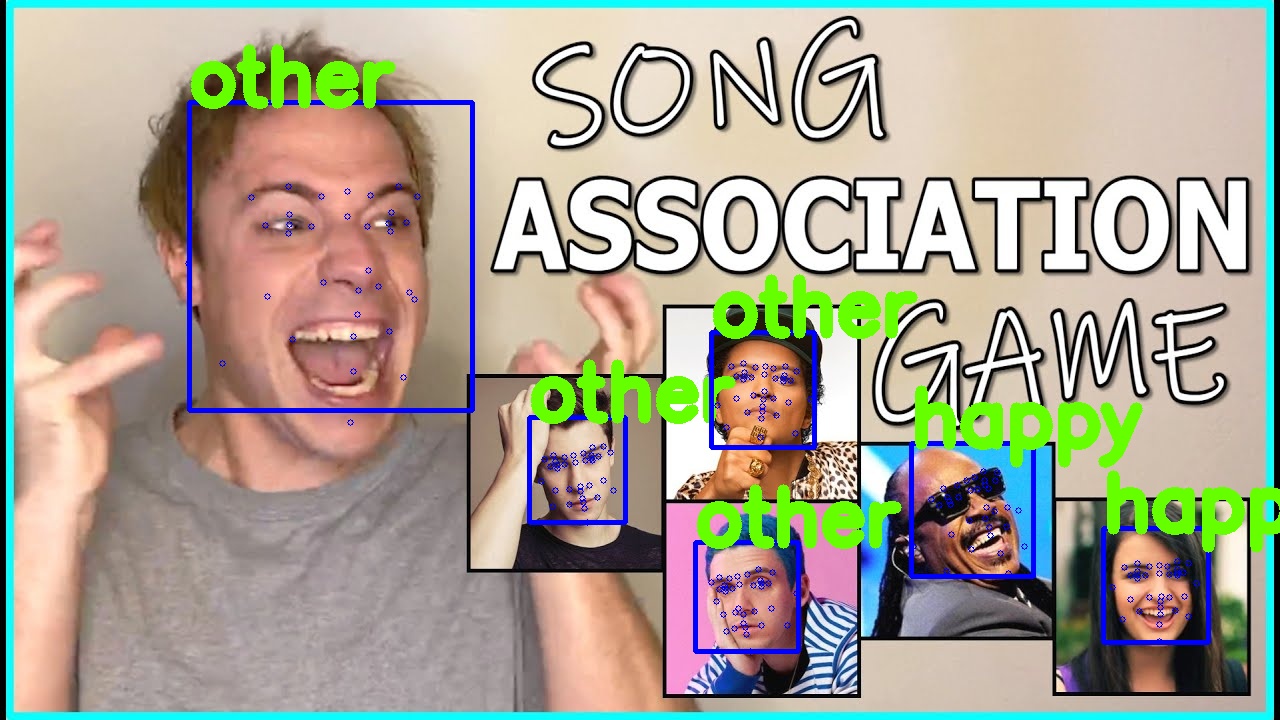 other
SONG
ASSOCIATION
other
GAME
other
happy
other
happ